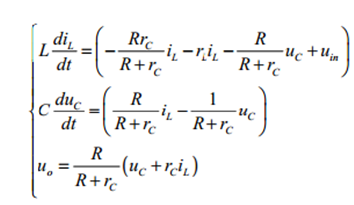 L di_L/dt = (- Rr_C/(R+r_C) i_L - r_L i_L - R/(R+r_C) u_C + u_in)
C du_C/dt = (R/(R+r_C) i_L - 1/(R+r_C) u_C)
u_o = R/(R+r_C) (u_C + r_C i_L)